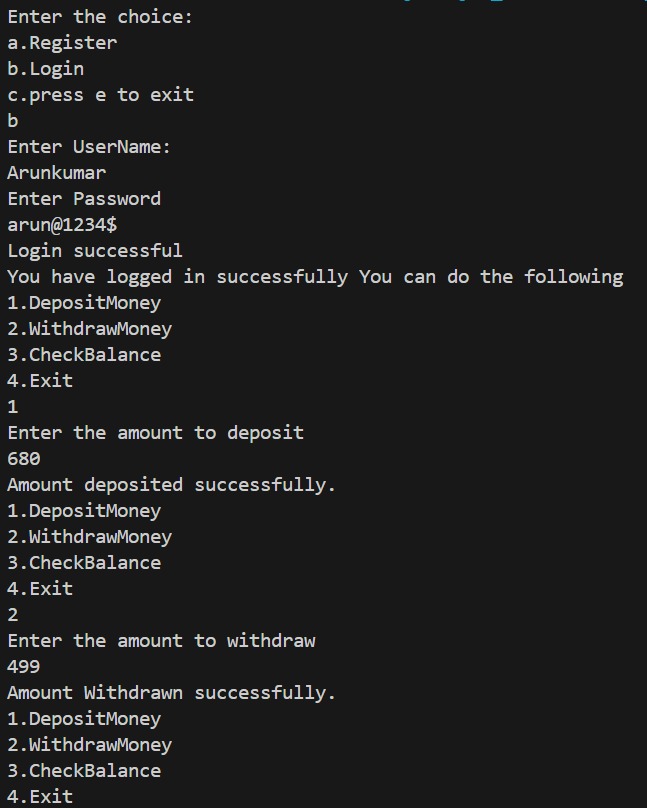 Enter the choice:
a.Register
b.Login
c.press e to exit
b
Enter UserName:
Arunkumar
Enter Password
arun@1234$
Login successful
You have logged in successfully You can do the following
1.DepositMoney
2.WithdrawMoney
3.CheckBalance
4.Exit
1
Enter the amount to deposit
680
Amount deposited successfully.
1.DepositMoney
2.WithdrawMoney
3.CheckBalance
4.Exit
2
Enter the amount to withdraw
499
Amount Withdrawn successfully.
1.DepositMoney
2.WithdrawMoney
3.CheckBalance
4.Exit